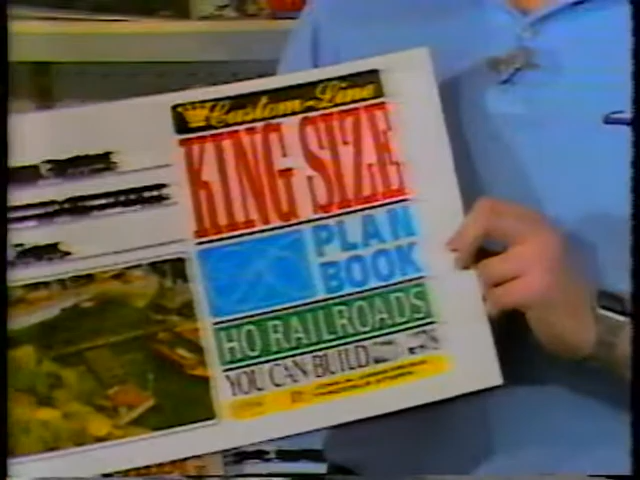 Custom-Line
KING SIZE
PLAN
BOOK
HO RAILROADS
YOU CAN BUILD